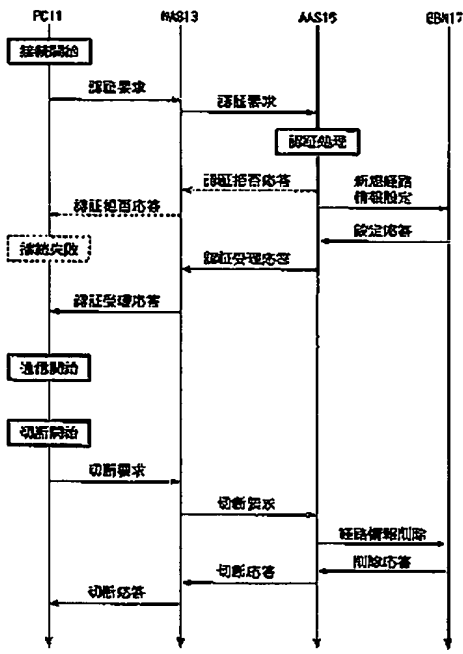 PC11 NAS13 AAS15 EBM17
接続開始
認証要求
認証要求
認証処理
認証拒否応答
新規経路
情報設定
認証拒否応答
設定応答
接続失敗
認証受理応答
認証受理応答
通信開始
切断開始
切断要求
切断要求
経路情報削除
削除応答
切断応答
切断応答